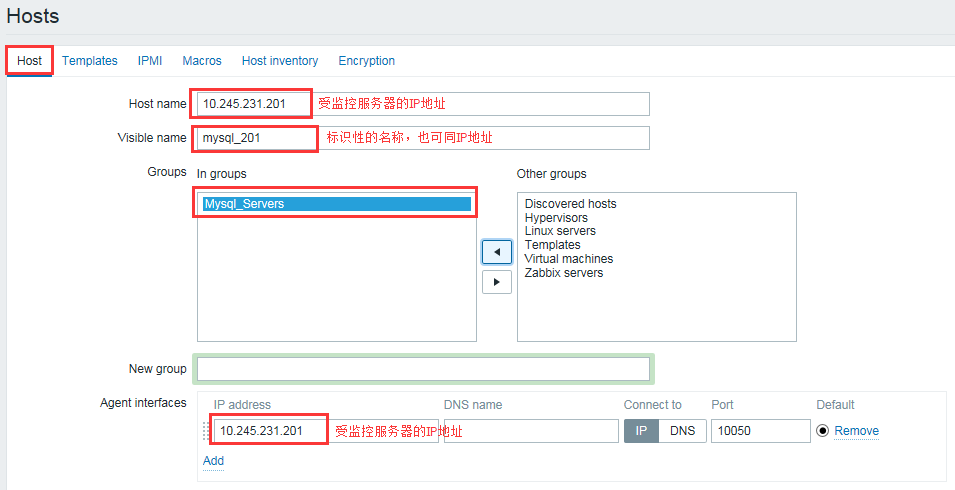 Hosts
Host Templates IPMI Macros Host inventory Encryption
Host name 10.245.231.201 受监控服务器的IP地址
Visible name mysql_201 标识性的名称，也可同IP地址
Groups In groups Other groups
Mysql_Servers Discovered hosts
Hypervisors
Linux servers
Templates
Virtual machines
Zabbix servers
New group
Agent interfaces IP address DNS name Connect to Port Default
10.245.231.201 受监控服务器的IP地址 IP DNS 10050 Remove
Add